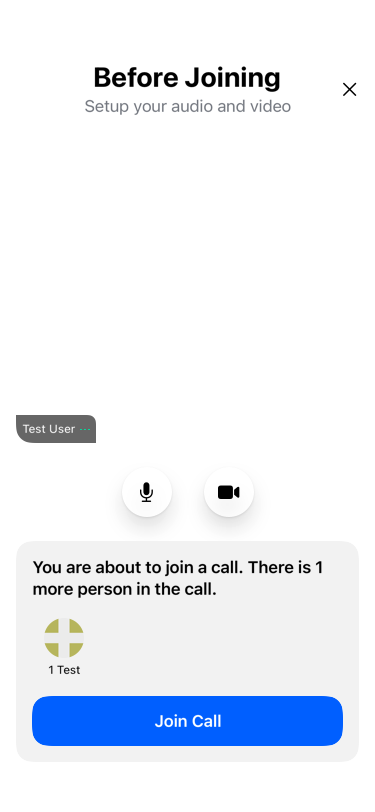 Before Joining
Setup your audio and video
Test User ...
You are about to join a call. There is 1
more person in the call.
1 Test
Join Call